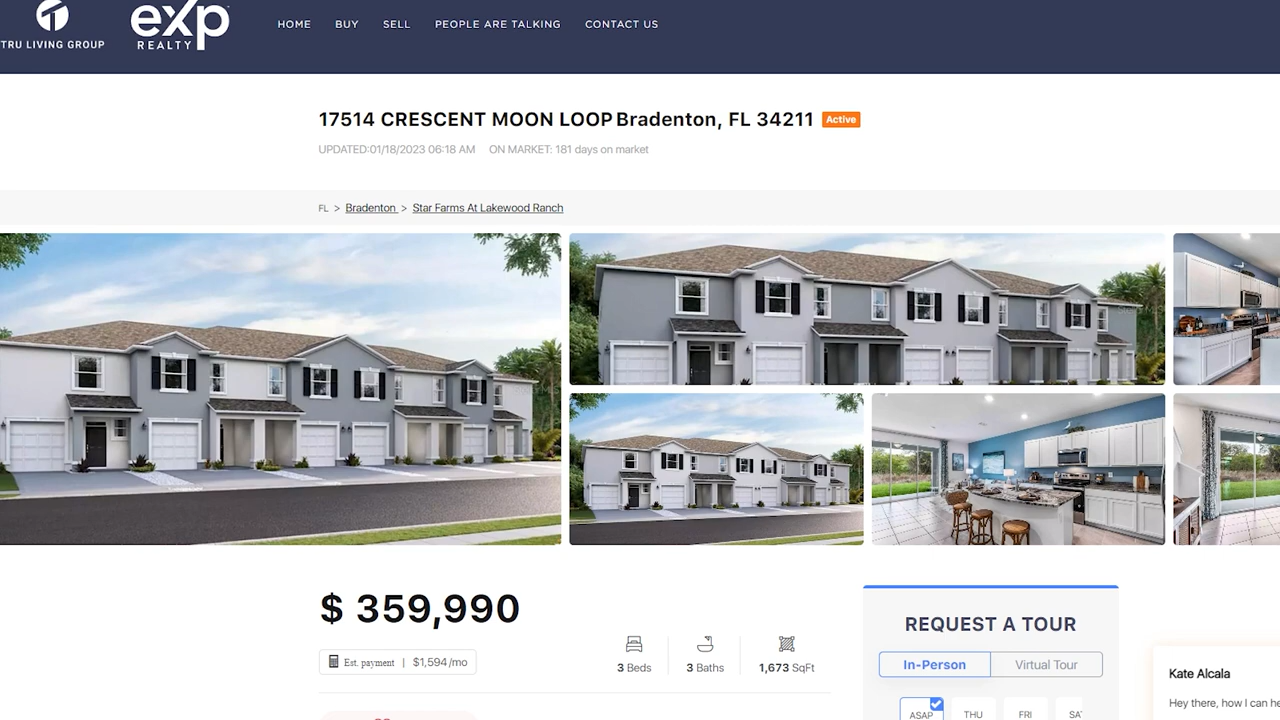 TRU LIVING GROUP
eXp
REALTY
HOME BUY SELL PEOPLE ARE TALKING CONTACT US
17514 CRESCENT MOON LOOP Bradenton, FL 34211 Active
UPDATED:01/18/2023 06:18 AM ON MARKET: 181 days on market
FL > Bradenton > Star Farms At Lakewood Ranch
$ 359,990
Est. payment | $1,594/mo
3 Beds
3 Baths
1,673 SqFt
REQUEST A TOUR
In-Person Virtual Tour
ASAP THU FRI SAT
Kate Alcala
Hey there, how I can he